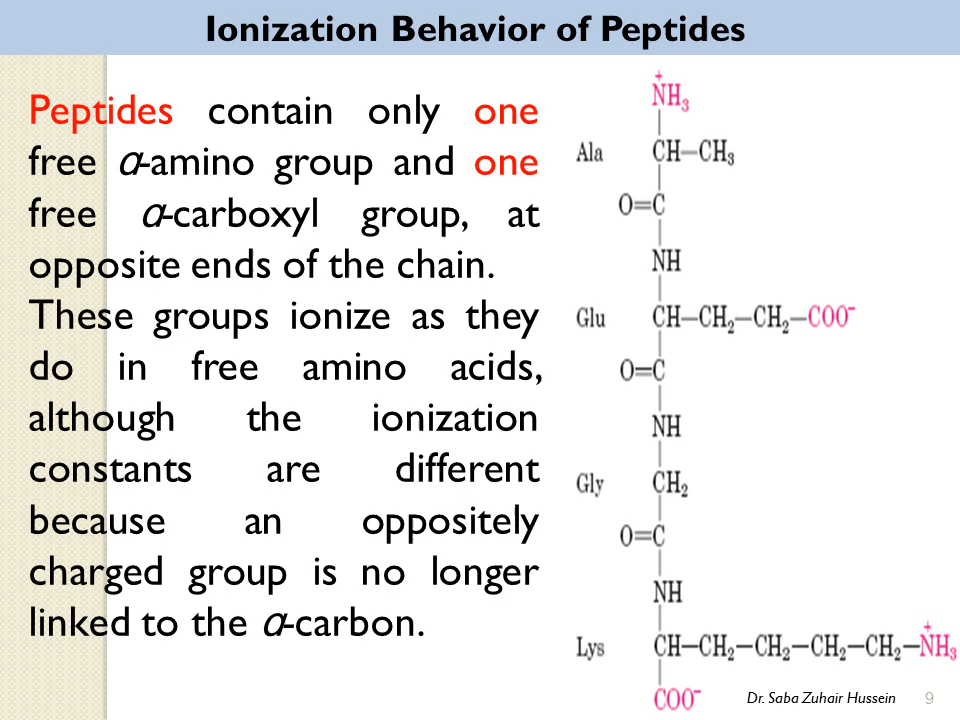 Ionization Behavior of Peptides
Peptides contain only one
free α-amino group and one
free α-carboxyl group, at
opposite ends of the chain.
These groups ionize as they
do in free amino acids,
although the ionization
constants are different
because an oppositely
charged group is no longer
linked to the α-carbon.
+
NH₃
Ala CH—CH₃
O=C
NH
Glu CH—CH₂—CH₂—COO⁻
O=C
NH
Gly CH₂
O=C
NH
+
Lys CH—CH₂—CH₂—CH₂—CH₂—NH₃
COO⁻
Dr. Saba Zuhair Hussein 9